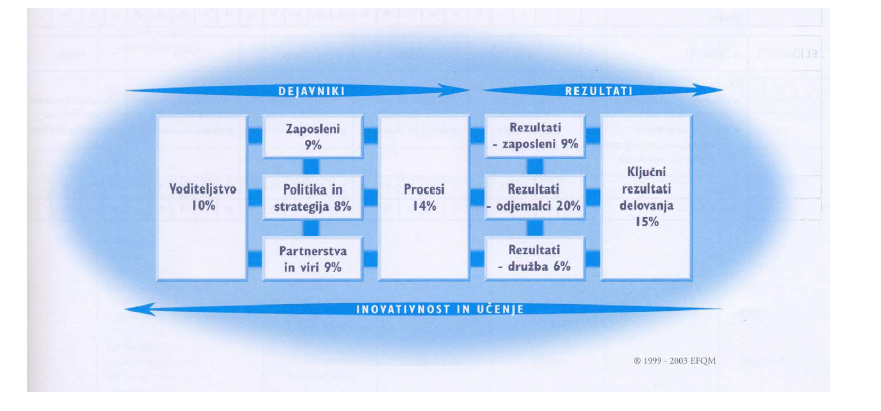 DEJAVNIKI
REZULTATI
Voditeljstvo
10%
Zaposleni
9%
Politika in
strategija 8%
Partnerstva
in viri 9%
Procesi
14%
Rezultati
- zaposleni 9%
Rezultati
- odjemalci 20%
Rezultati
- družba 6%
Ključni
rezultati
delovanja
15%
INOVATIVNOST IN UČENJE
® 1999 - 2003 EFQM